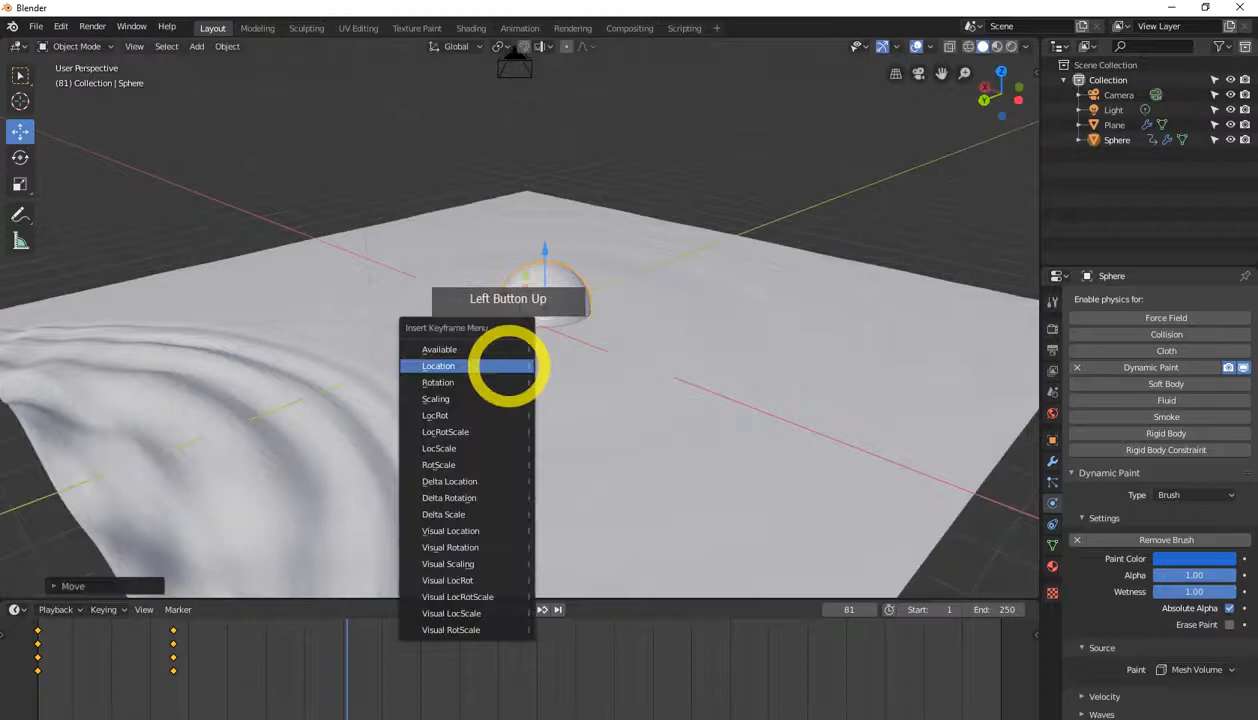 Blender
File Edit Render Window Help
Layout Modeling Sculpting UV Editing Texture Paint Shading Animation Rendering Compositing Scripting +
Scene
View Layer
Object Mode View Select Add Object
Global
User Perspective
(81) Collection | Sphere
Z
X
Y
Scene Collection
Collection
Camera
Light
Plane
Sphere
Left Button Up
Insert Keyframe Menu
Available
Location
Rotation
Scaling
LocRot
LocRotScale
LocScale
RotScale
Delta Location
Delta Rotation
Delta Scale
Visual Location
Visual Rotation
Visual Scaling
Visual LocRot
Visual LocRotScale
Visual LocScale
Visual RotScale
Sphere
Enable physics for:
Force Field
Collision
Cloth
Dynamic Paint
Soft Body
Fluid
Smoke
Rigid Body
Rigid Body Constraint
Dynamic Paint
Type Brush
Settings
Remove Brush
Paint Color
Alpha 1.00
Wetness 1.00
Absolute Alpha
Erase Paint
Source
Paint Mesh Volume
Velocity
Waves
Move
Playback Keying View Marker
81 Start: 1 End: 250